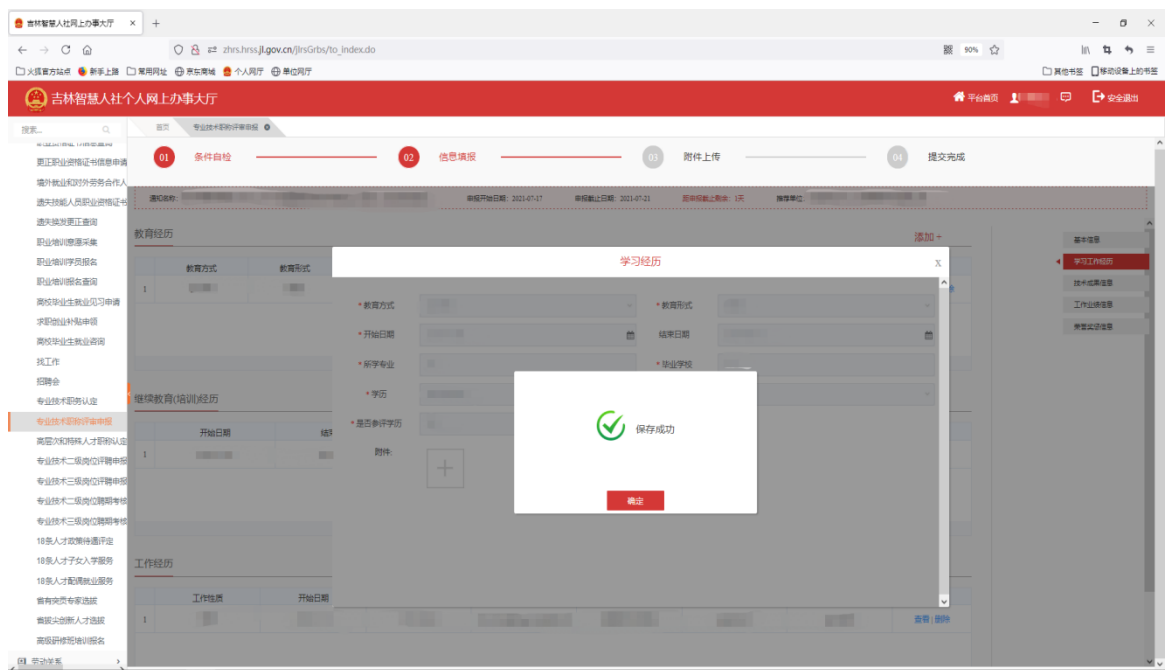 吉林智慧人社网上办事大厅 × +
zhrs.hrss.jl.gov.cn/jlrsGrbs/to_index.do 90%
火狐官方站点 新手上路 常用网址 京东商城 个人网厅 单位网厅 其他书签 移动设备上的书签
吉林智慧人社个人网上办事大厅 平台首页 安全退出
搜索... 首页 专业技术职称评审申报
更正职业资格证书信息申请
境外就业和对外劳务合作人
遗失技能人员职业资格证书
遗失换发更正查询
职业培训意愿采集
职业培训学员报名
职业培训报名查询
高校毕业生就业见习申请
求职创业补贴申领
高校毕业生就业咨询
找工作
招聘会
专业技术职务认定
专业技术职称评审申报
高层次和特殊人才职称认定
专业技术二级岗位评聘申报
专业技术三级岗位评聘申报
专业技术二级岗位聘期考核
专业技术三级岗位聘期考核
18条人才政策待遇评定
18条人才子女入学服务
18条人才配偶就业服务
省有突贡专家选拔
省拔尖创新人才选拔
高级研修班培训报名
劳动关系 >
01 条件自检 02 信息填报 03 附件上传 04 提交完成
通知名称: 申报开始日期: 2021-07-17 申报截止日期: 2021-07-21 距申报截止剩余: 1天 推荐单位:
教育经历 添加 +
教育方式 教育形式
1
继续教育(培训)经历
开始日期
1
工作经历
工作性质 开始日期
1 查看 | 删除
学习经历 X
* 教育方式 * 教育形式
* 开始日期 结束日期
* 所学专业 * 毕业学校
* 学历
* 是否参评学历
附件:
保存成功
确定
基本信息
学习工作经历
技术成果信息
工作业绩信息
荣誉奖惩信息